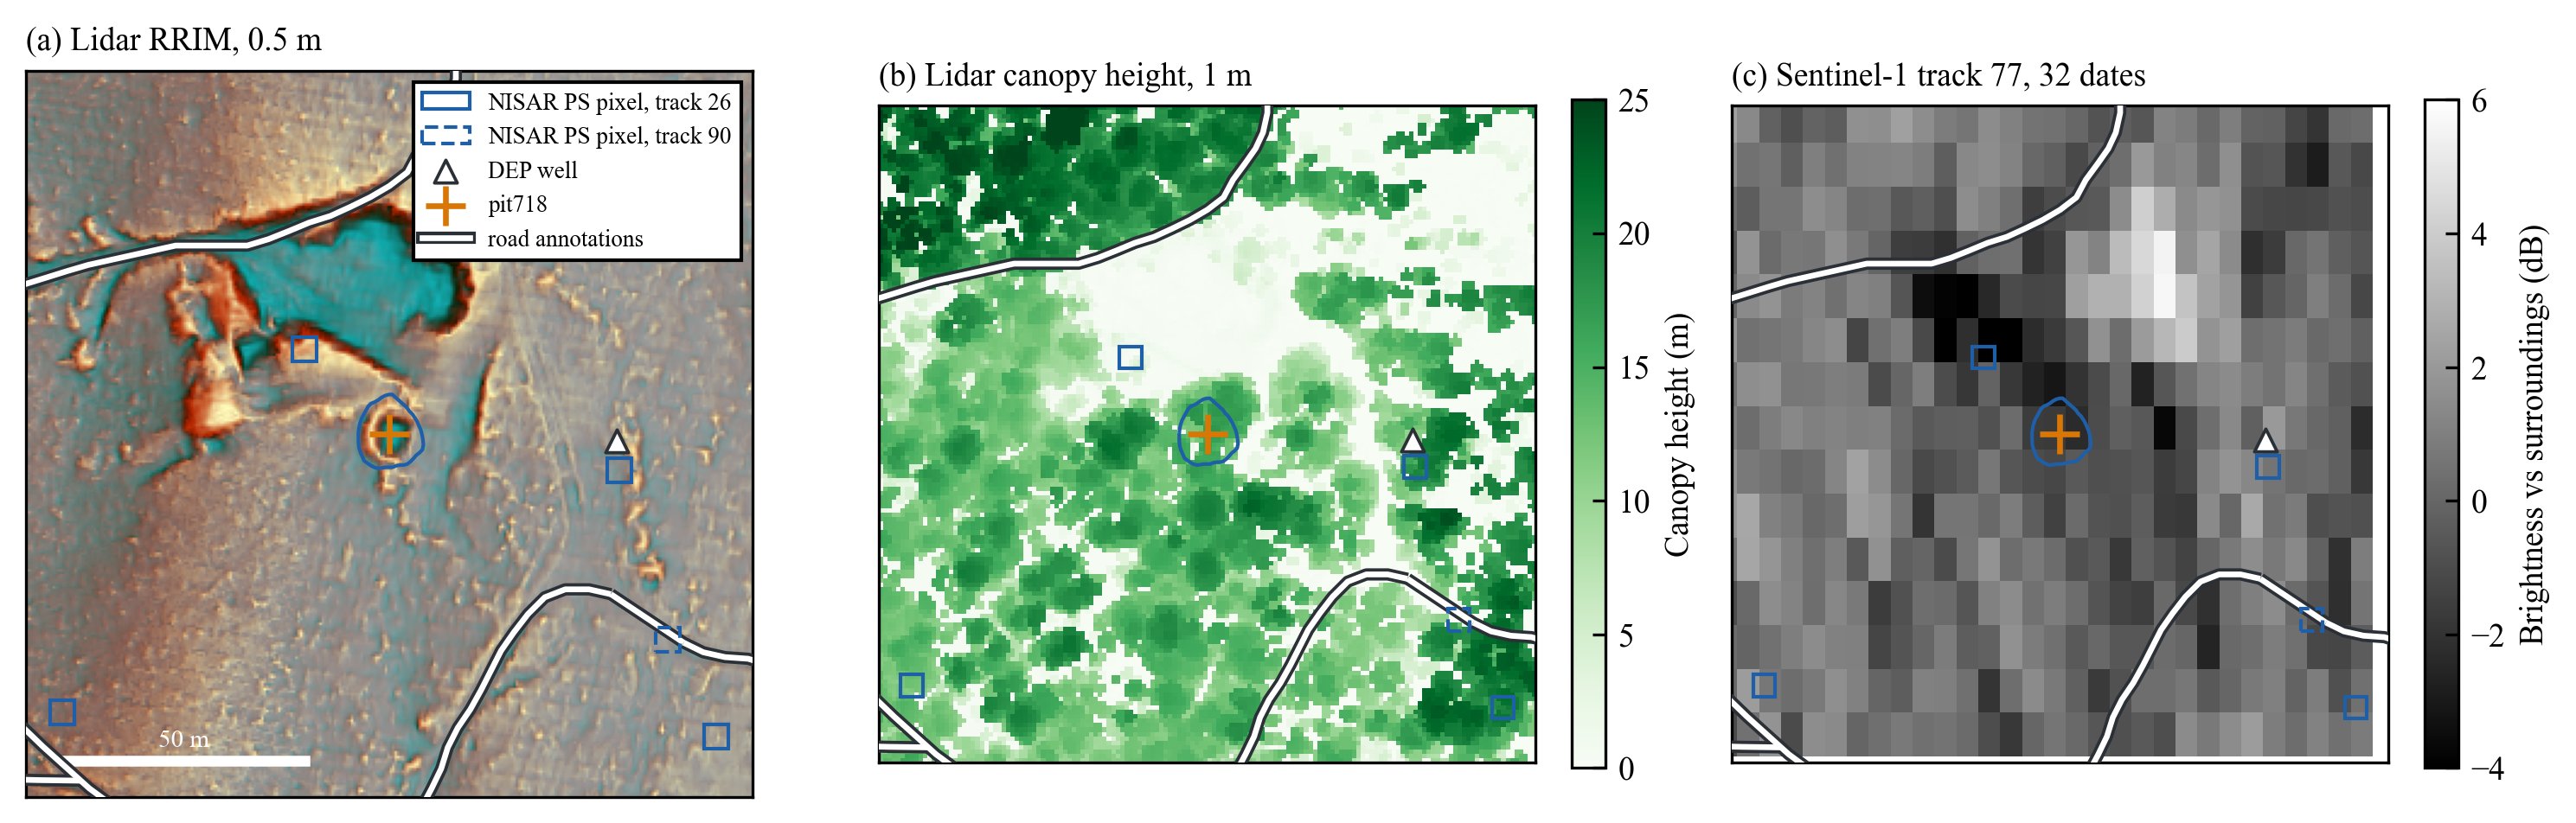 (a) Lidar RRIM, 0.5 m
NISAR PS pixel, track 26
NISAR PS pixel, track 90
DEP well
pit718
road annotations
50 m
(b) Lidar canopy height, 1 m
25
20
15
10
5
0
Canopy height (m)
(c) Sentinel-1 track 77, 32 dates
6
4
2
0
−2
−4
Brightness vs surroundings (dB)